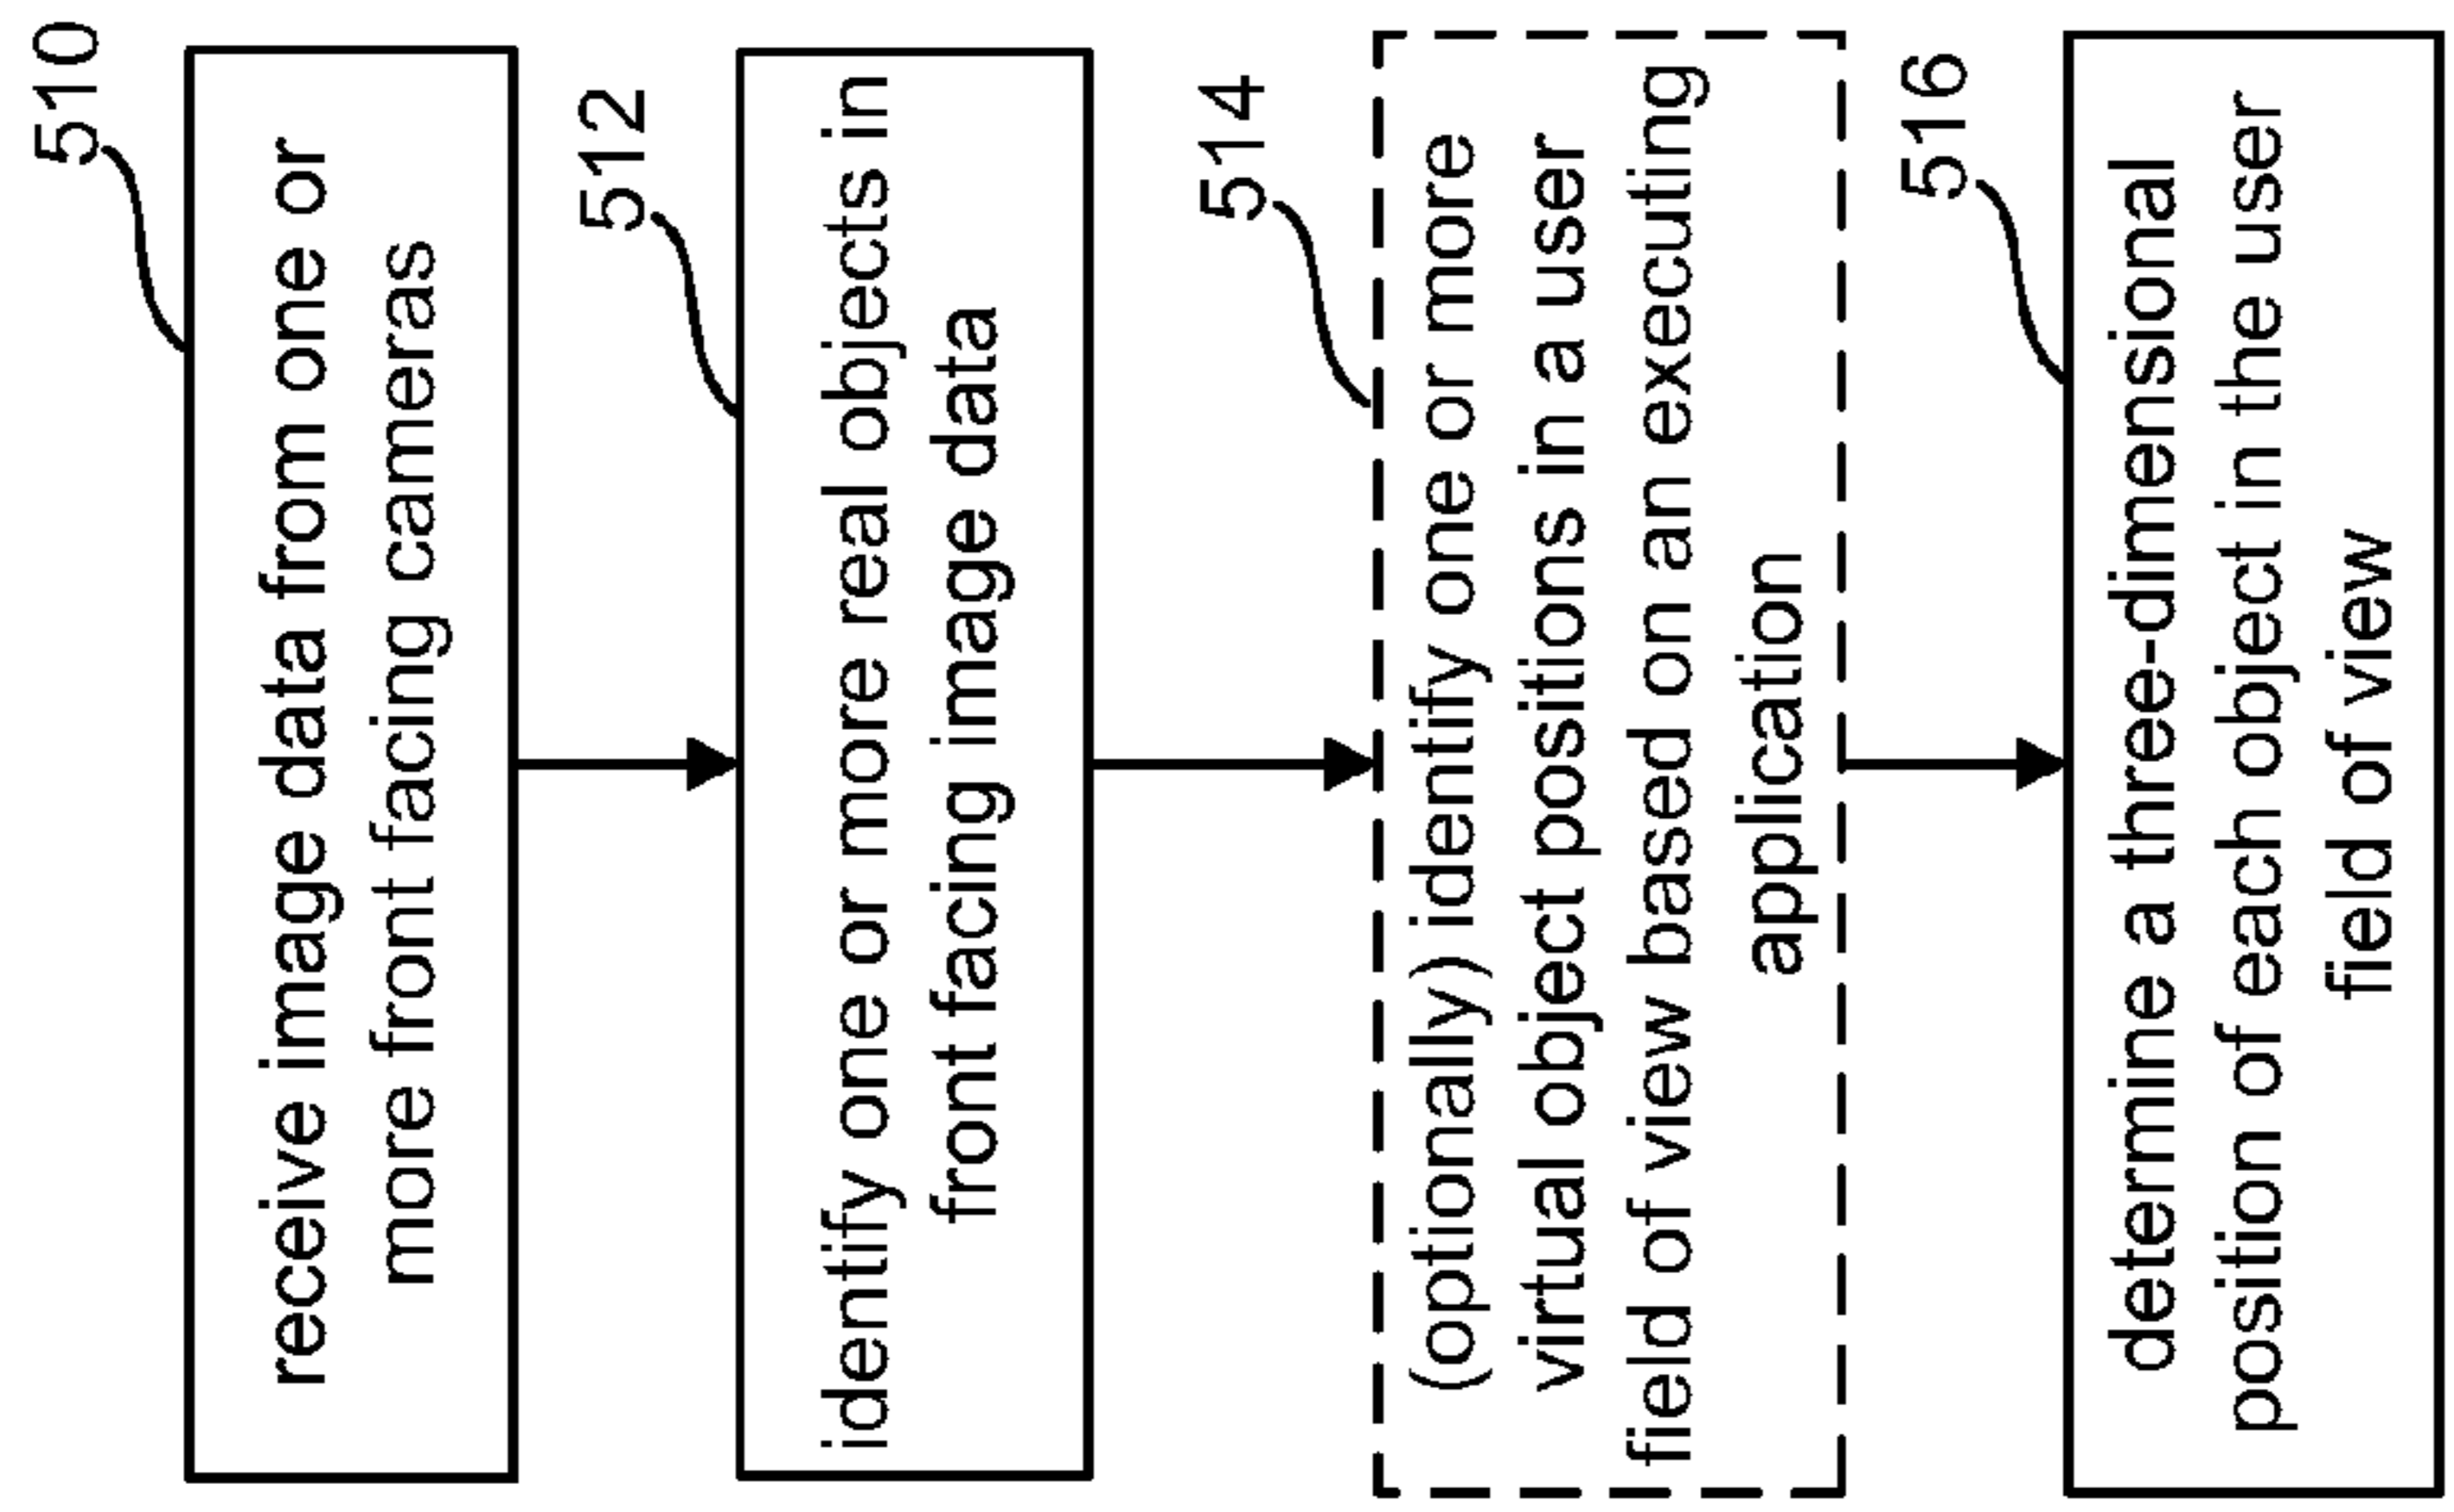 510
receive image data from one or
more front facing cameras
512
identify one or more real objects in
front facing image data
514
(optionally) identify one or more
virtual object positions in a user
field of view based on an executing
application
516
determine a three-dimensional
position of each object in the user
field of view